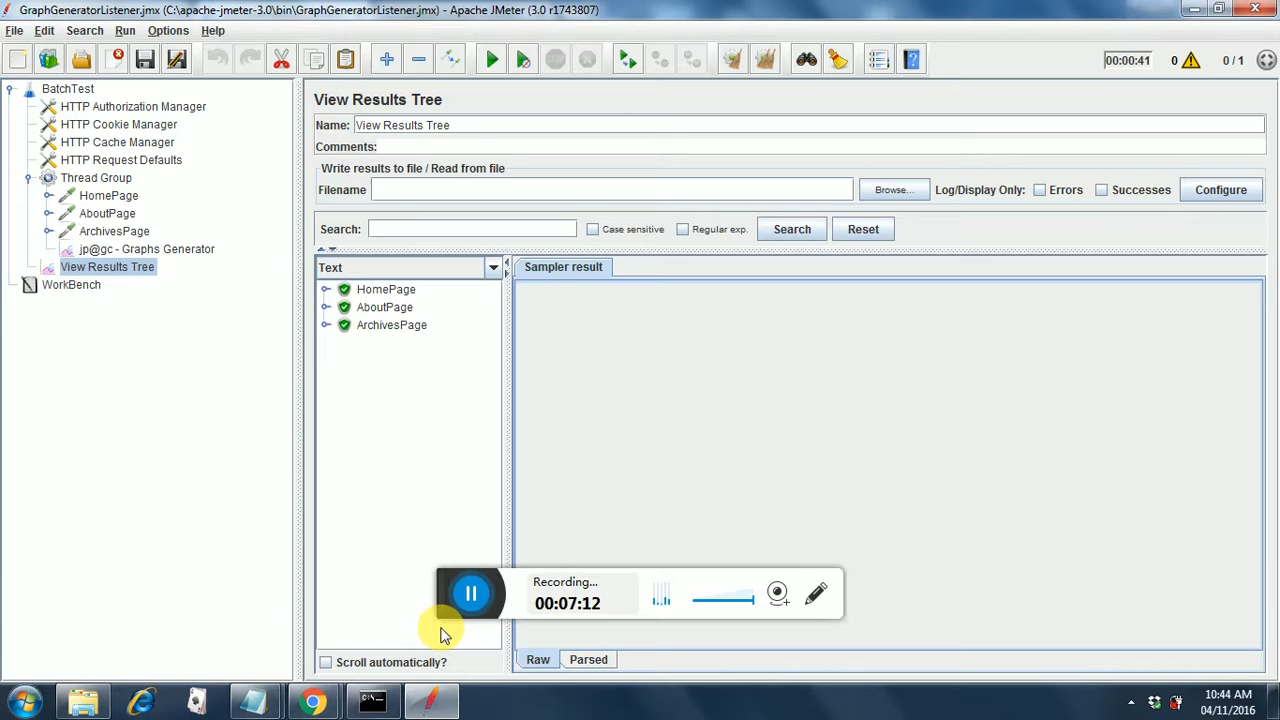 GraphGeneratorListener.jmx (C:\apache-jmeter-3.0\bin\GraphGeneratorListener.jmx) - Apache JMeter (3.0 r1743807)
File Edit Search Run Options Help
00:00:41 0 0 / 1
BatchTest
HTTP Authorization Manager
HTTP Cookie Manager
HTTP Cache Manager
HTTP Request Defaults
Thread Group
HomePage
AboutPage
ArchivesPage
jp@gc - Graphs Generator
View Results Tree
WorkBench
View Results Tree
Name: View Results Tree
Comments:
Write results to file / Read from file
Filename Browse... Log/Display Only: Errors Successes Configure
Search: Case sensitive Regular exp. Search Reset
Text
HomePage
AboutPage
ArchivesPage
Scroll automatically?
Sampler result
Raw Parsed
Recording...
00:07:12
10:44 AM
04/11/2016